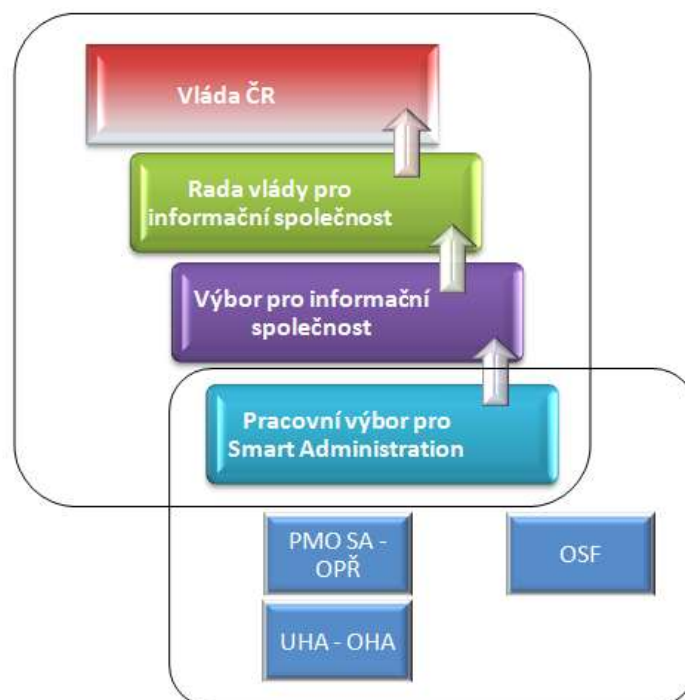 Vláda ČR
Rada vlády pro
informační společnost
Výbor pro informační
společnost
Pracovní výbor pro
Smart Administration
PMO SA -
OPŘ
OSF
UHA - OHA